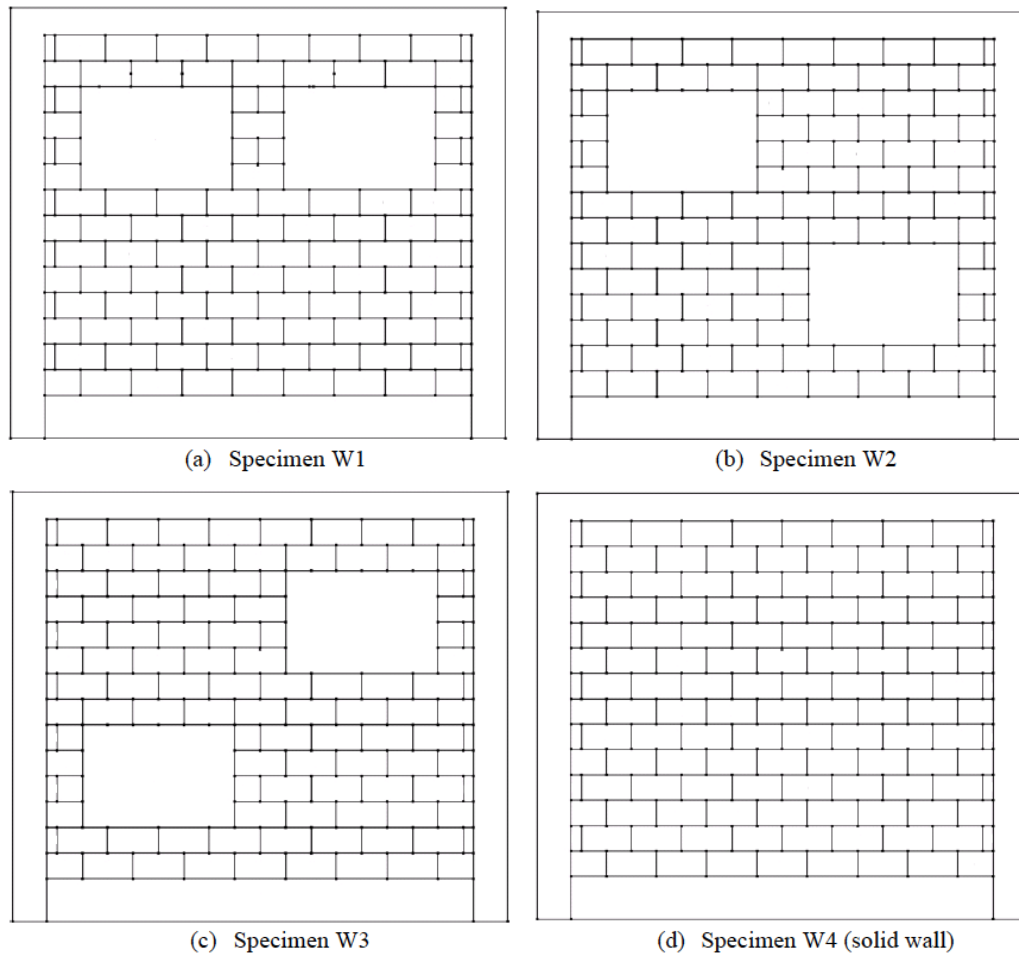 (a) Specimen W1
(b) Specimen W2
(c) Specimen W3
(d) Specimen W4 (solid wall)